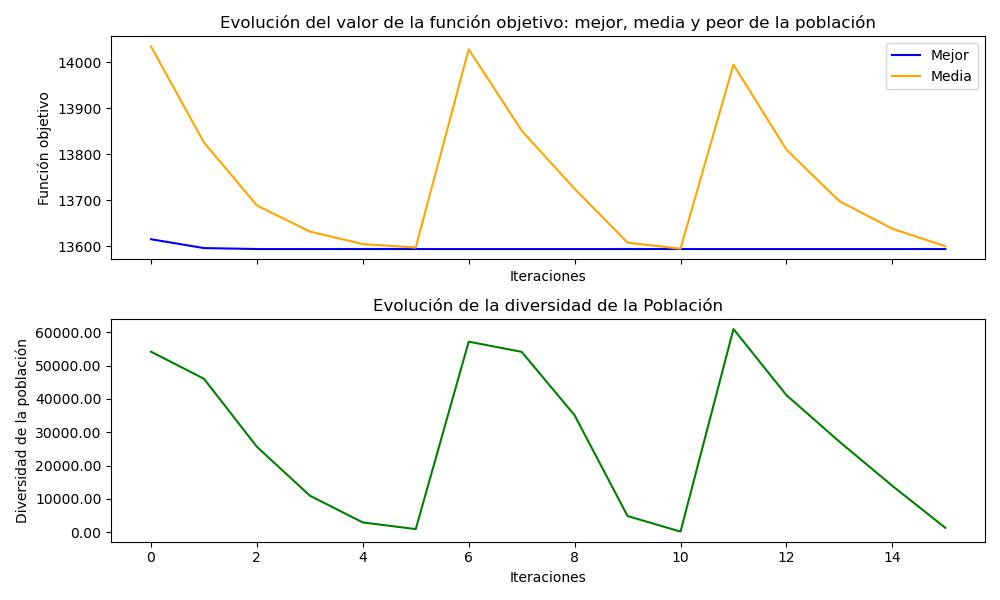 Evolución del valor de la función objetivo: mejor, media y peor de la población
Función objetivo
14000
13900
13800
13700
13600
Mejor
Media
Iteraciones
Evolución de la diversidad de la Población
Diversidad de la población
60000.00
50000.00
40000.00
30000.00
20000.00
10000.00
0.00
0 2 4 6 8 10 12 14
Iteraciones